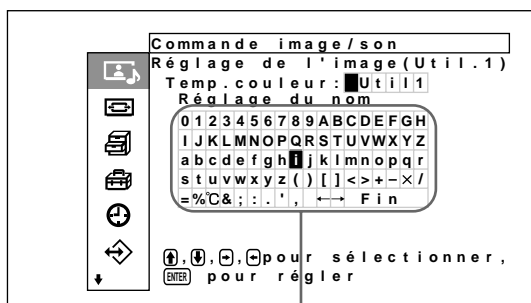 Commande image/son
Réglage de l'image(Util.1)
Temp.couleur:█Util1
Réglage du nom
0123456789ABCDEFGH
IJKLMNOPQRSTUVWXYZ
abcdefghijklmnopqr
stuvwxyz()[]<>+−×/
=%℃&;:.', ←→ Fin
↑,↓,→,←pour sélectionner,
ENTER pour régler